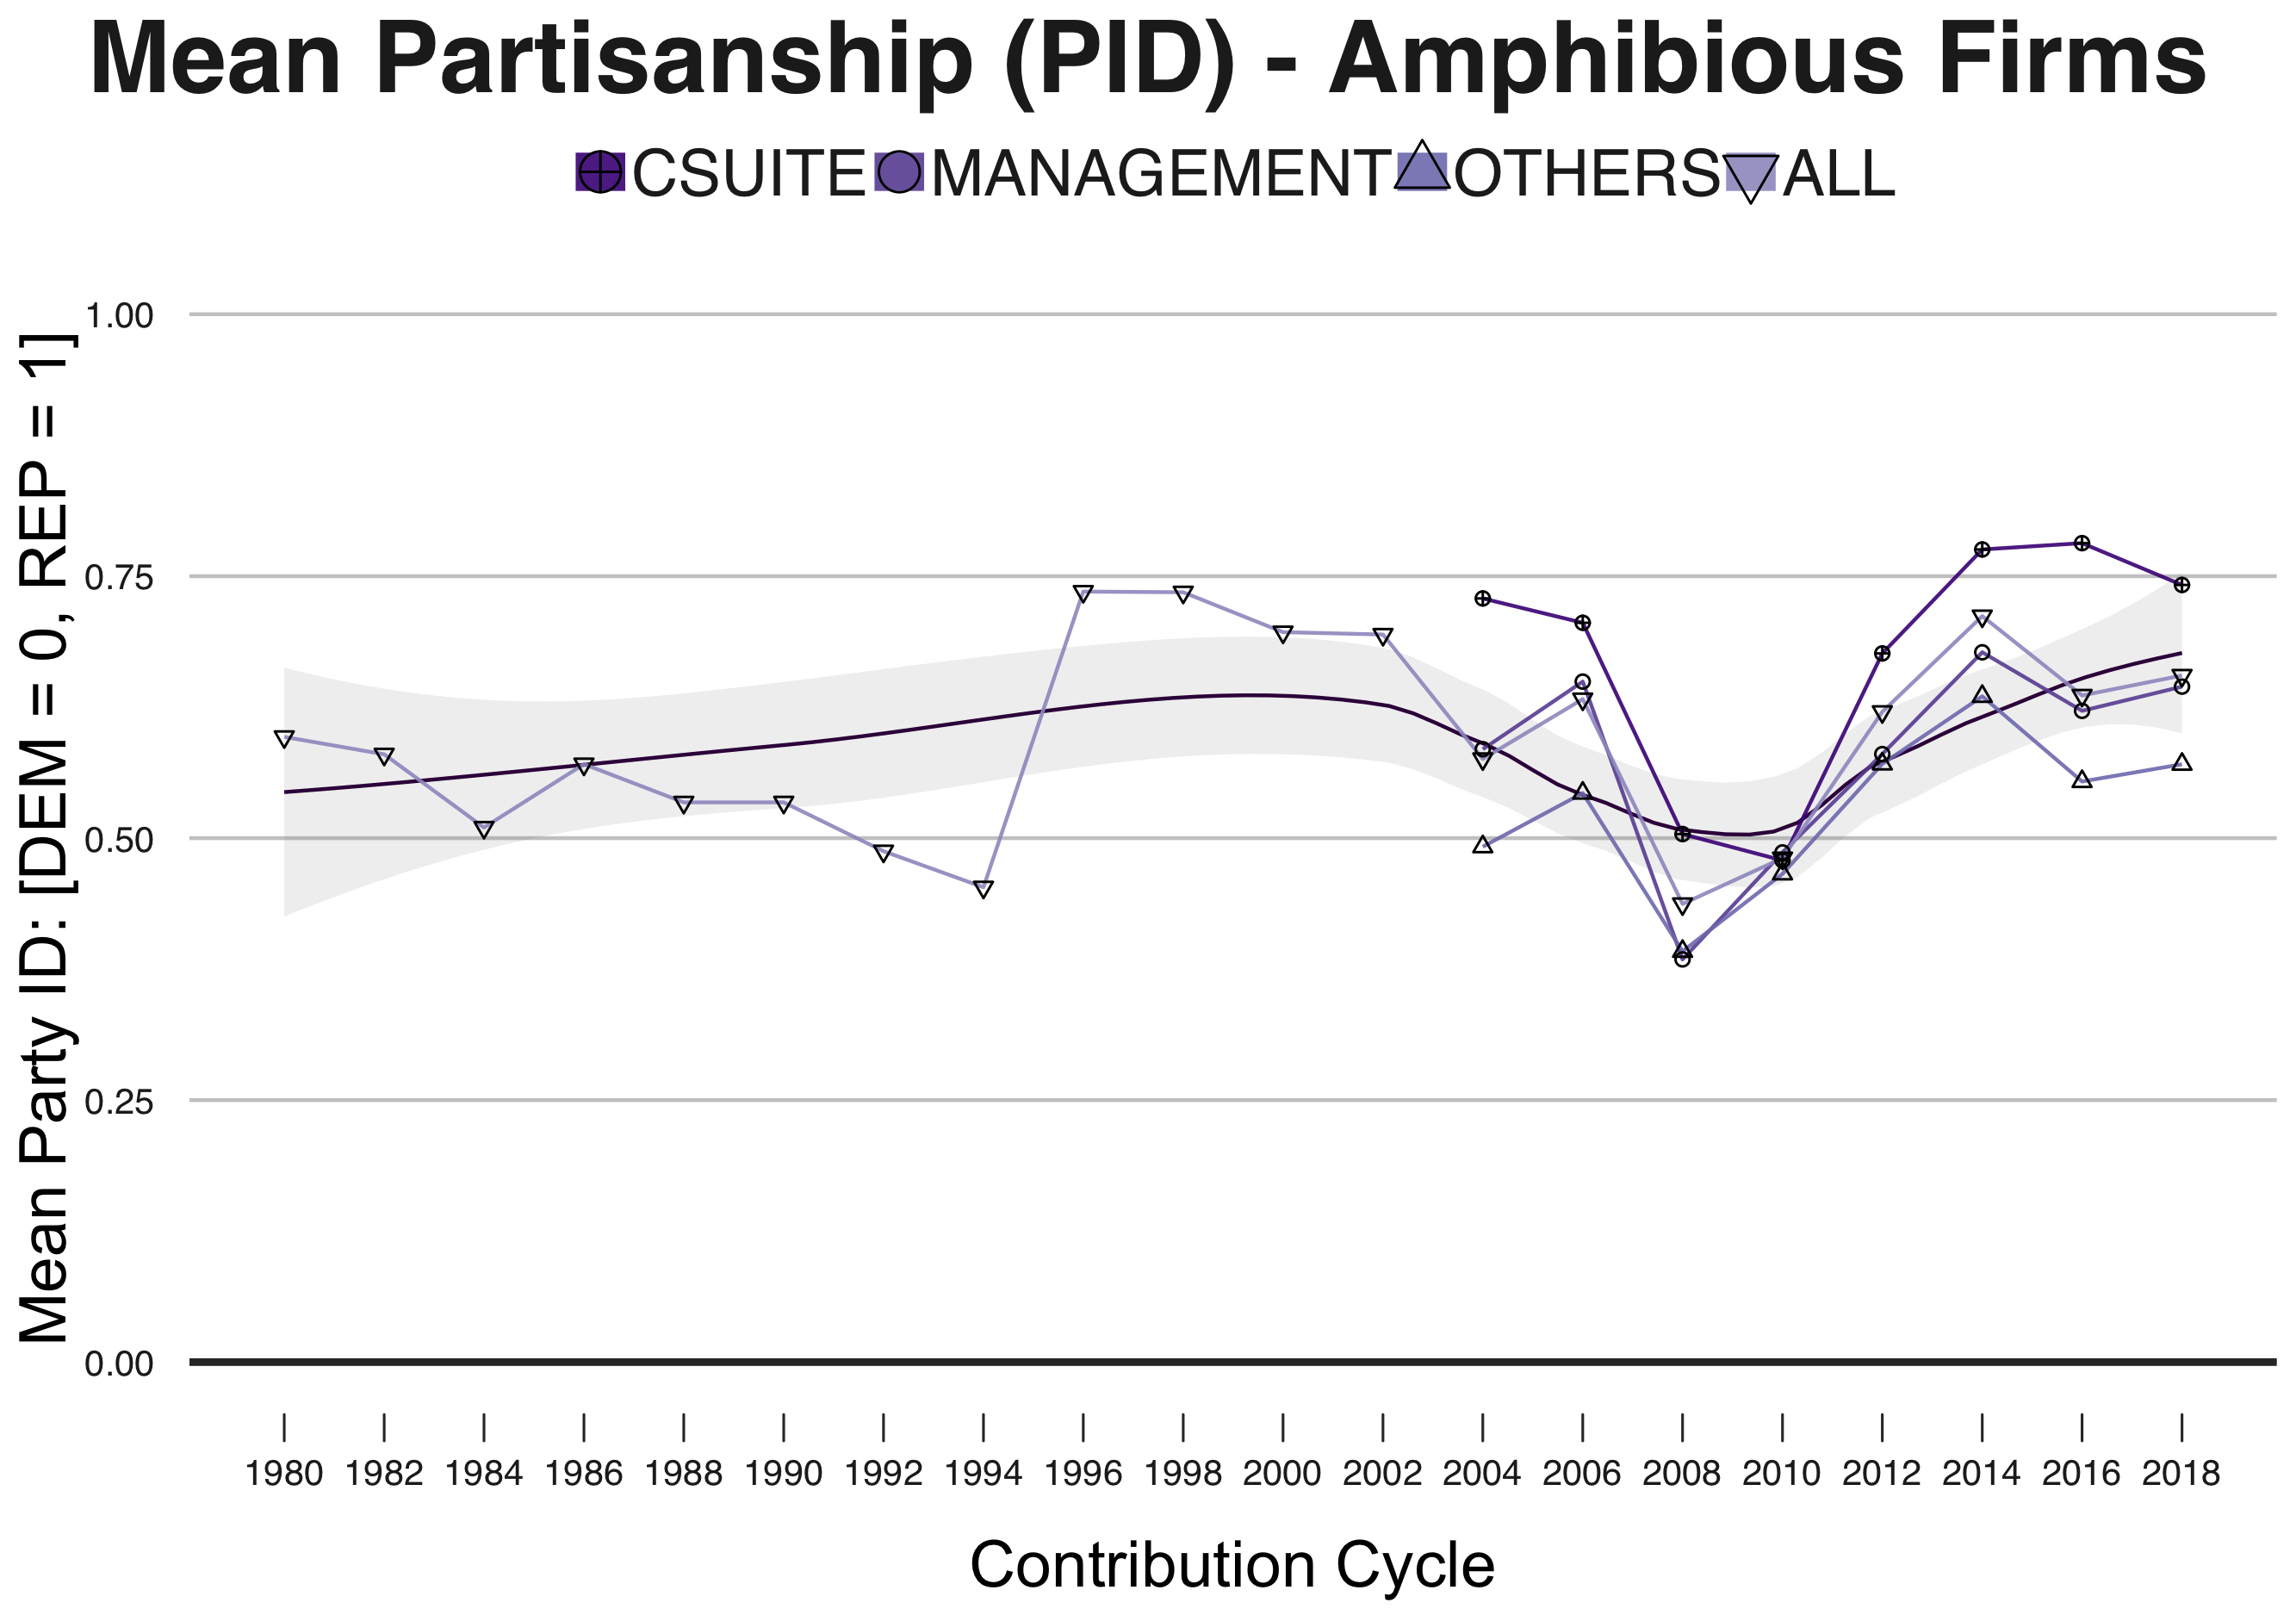 Mean Partisanship (PID) - Amphibious Firms
CSUITE MANAGEMENT OTHERS ALL
Mean Party ID: [DEM = 0, REP = 1]
1.00
0.75
0.50
0.25
0.00
1980 1982 1984 1986 1988 1990 1992 1994 1996 1998 2000 2002 2004 2006 2008 2010 2012 2014 2016 2018
Contribution Cycle